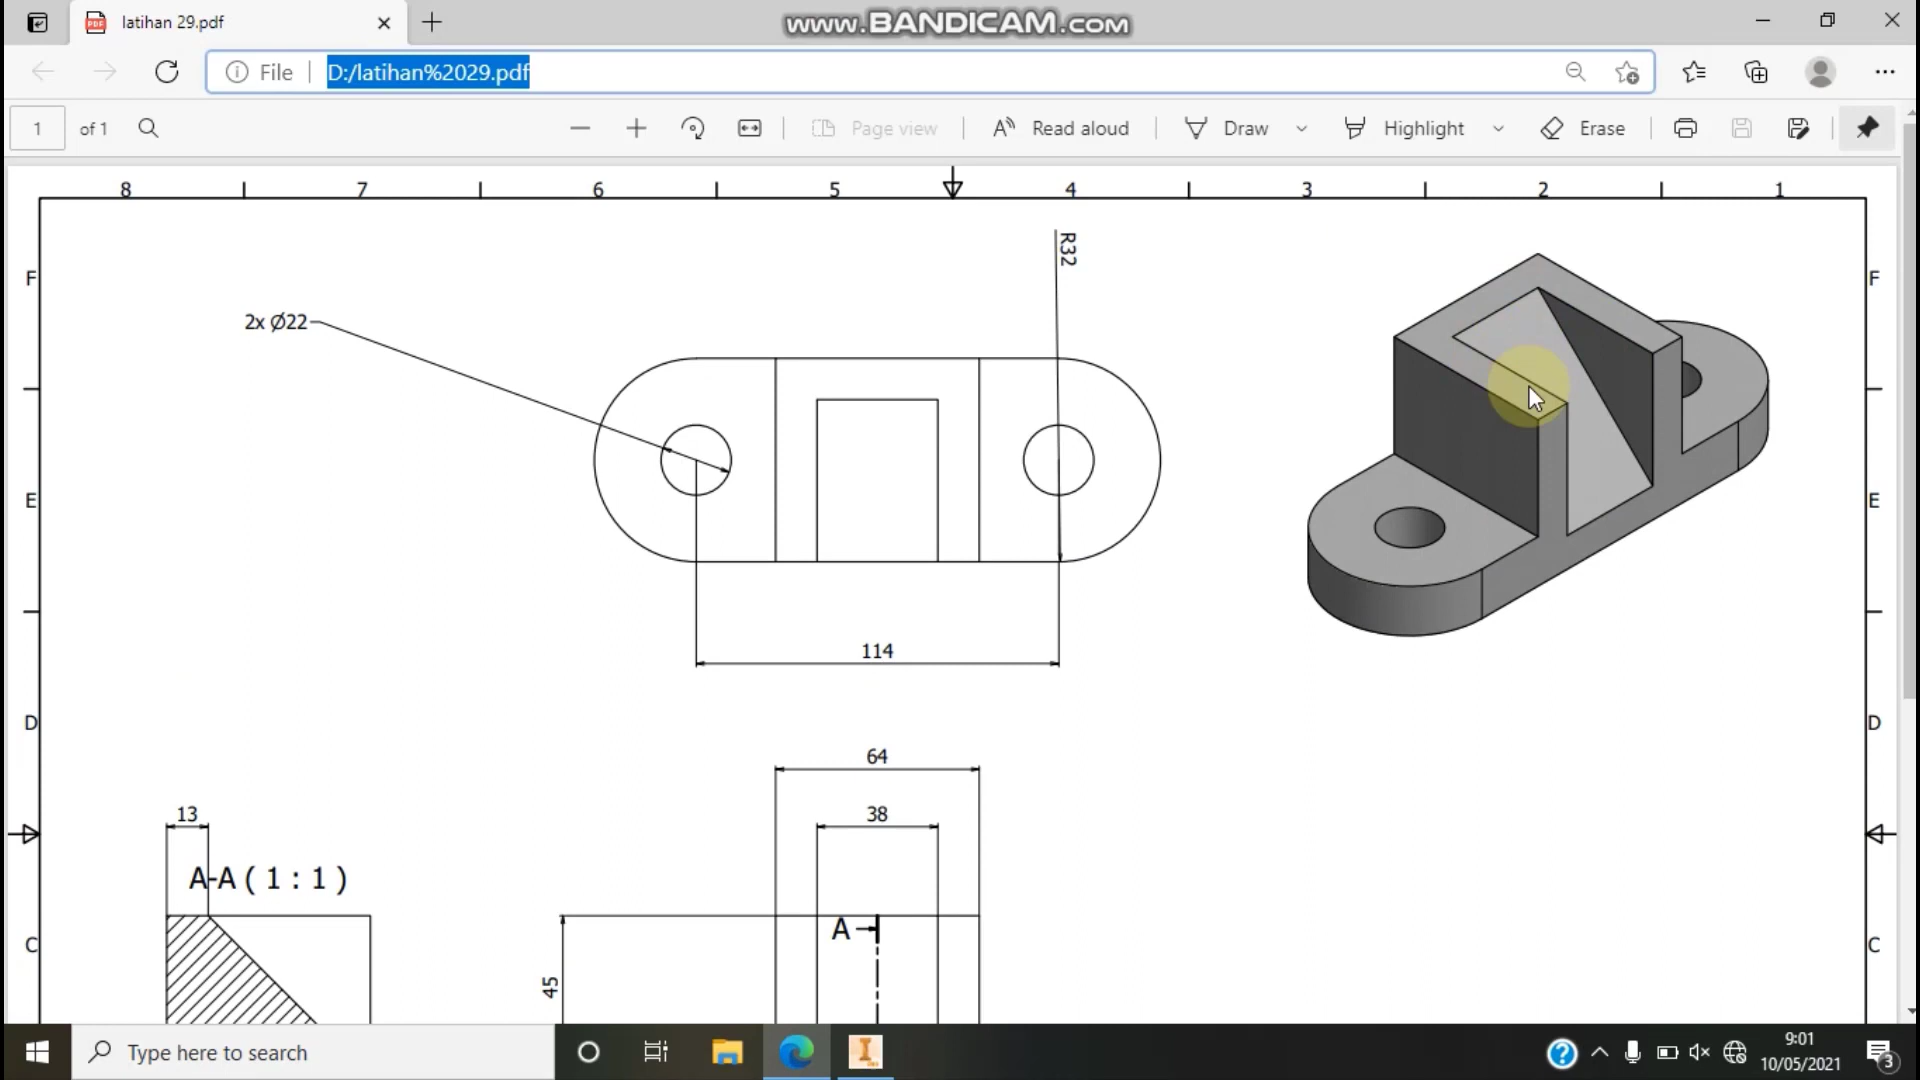 latihan 29.pdf
www.BANDICAM.com
File
D:/latihan%2029.pdf
1 of 1
Page view
Read aloud
Draw
Highlight
Erase
8 7 6 5 4 3 2 1
F F
E E
D D
C C
R32
2x Ø22
114
64
38
13
A-A ( 1 : 1 )
A
45
Type here to search
9:01
10/05/2021
3